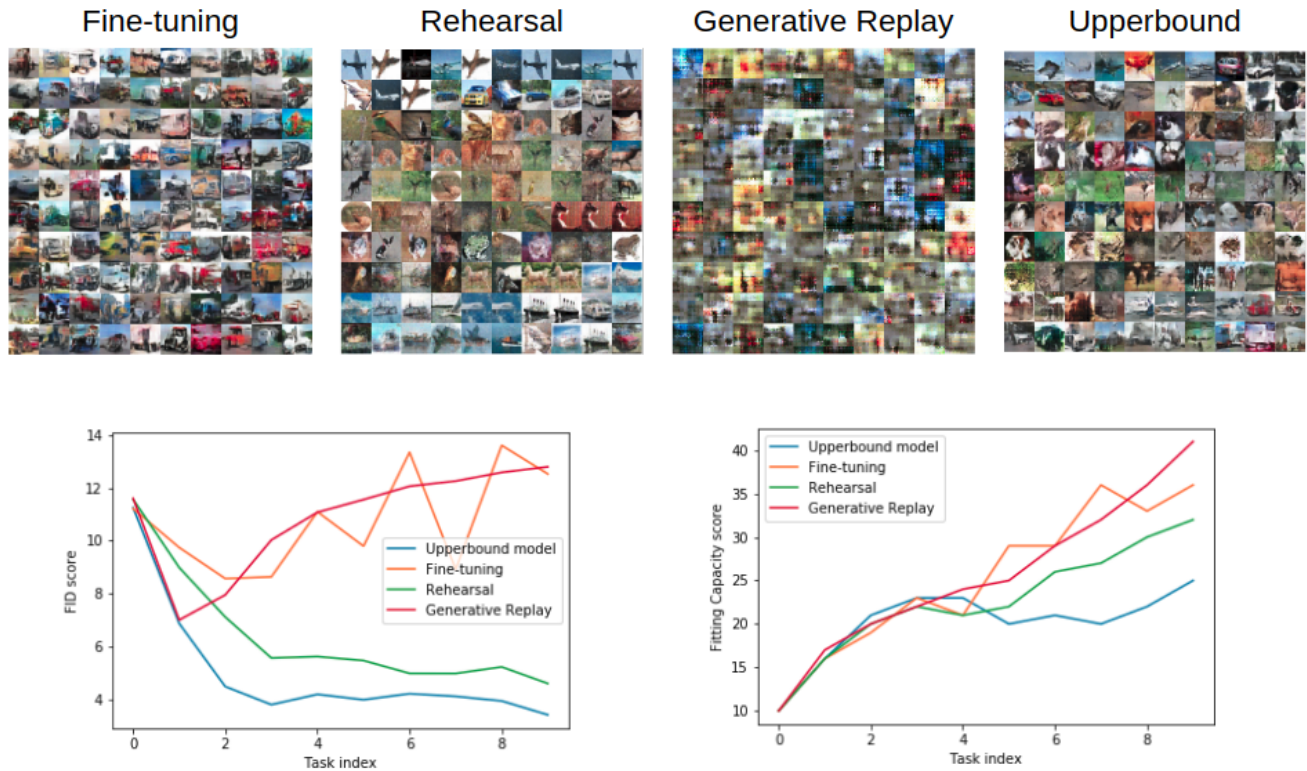 Fine-tuning
Rehearsal
Generative Replay
Upperbound
14
12
10
8
6
4
FID score
Upperbound model
Fine-tuning
Rehearsal
Generative Replay
0 2 4 6 8
Task index
40
35
30
25
20
15
10
Fitting Capacity score
Upperbound model
Fine-tuning
Rehearsal
Generative Replay
0 2 4 6 8
Task index